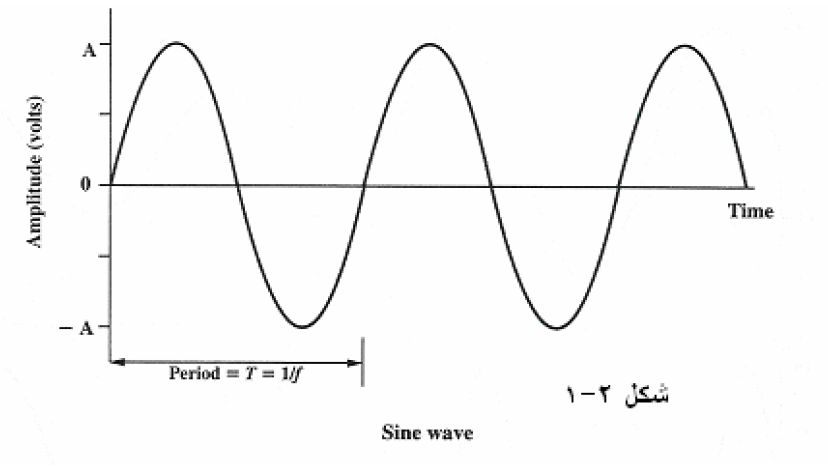 A
Amplitude (volts)
0
Time
– A
Period = T = 1/f
شكل ٢-١
Sine wave